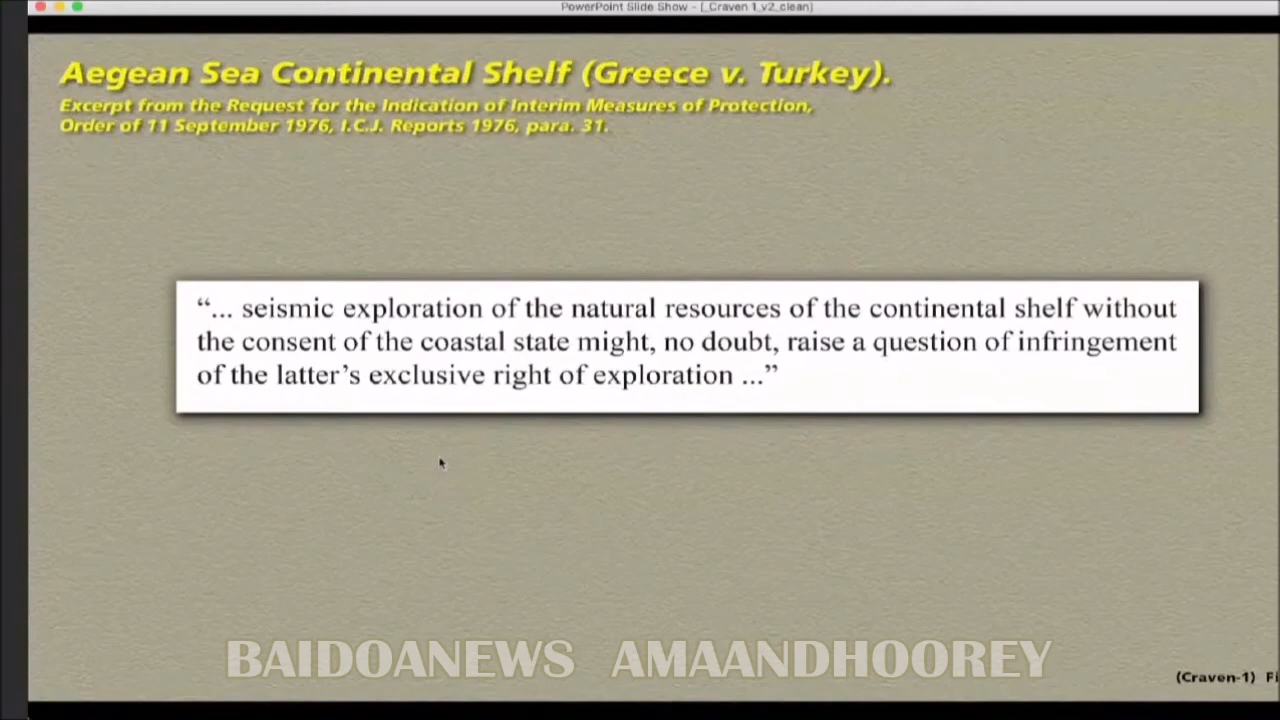 PowerPoint Slide Show - [_Craven 1_v2_clean]
Aegean Sea Continental Shelf (Greece v. Turkey).
Excerpt from the Request for the Indication of Interim Measures of Protection,
Order of 11 September 1976, I.C.J. Reports 1976, para. 31.
“... seismic exploration of the natural resources of the continental shelf without
the consent of the coastal state might, no doubt, raise a question of infringement
of the latter’s exclusive right of exploration ...”
BAIDOANEWS AMAANDHOOREY
(Craven-1) Fi